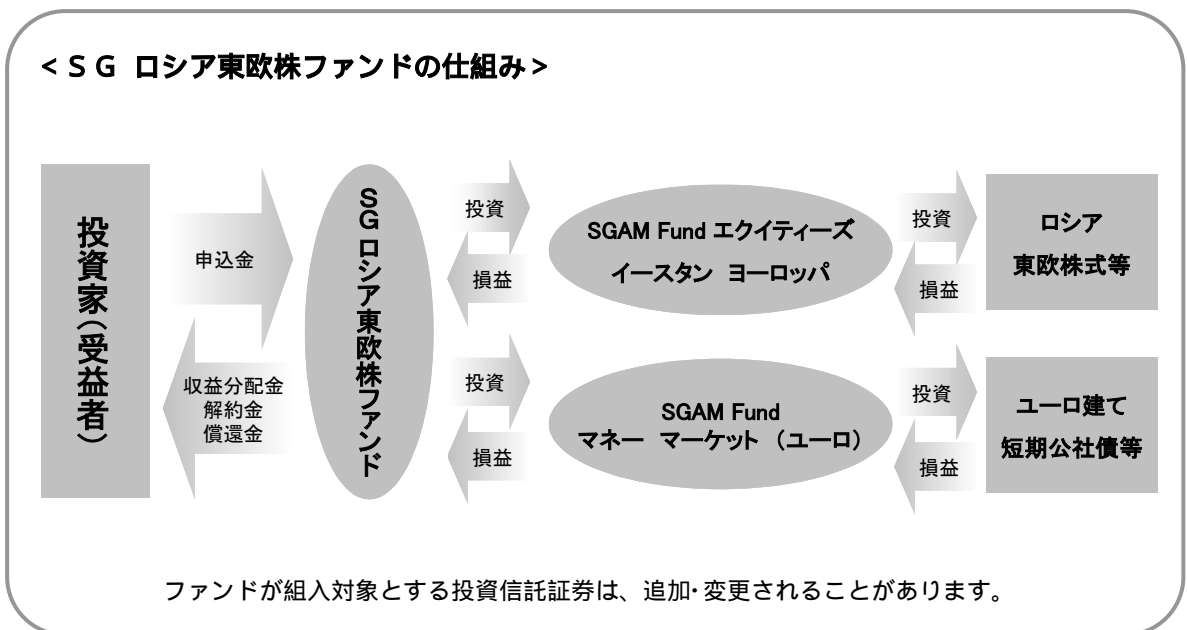 <ＳＧ ロシア東欧株ファンドの仕組み>
投資家（受益者）
申込金
収益分配金
解約金
償還金
SGロシア東欧株ファンド
投資
損益
SGAM Fund エクイティーズ
イースタン ヨーロッパ
投資
損益
ロシア
東欧株式等
投資
損益
SGAM Fund
マネー マーケット （ユーロ）
投資
損益
ユーロ建て
短期公社債等
ファンドが組入対象とする投資信託証券は、追加･変更されることがあります。